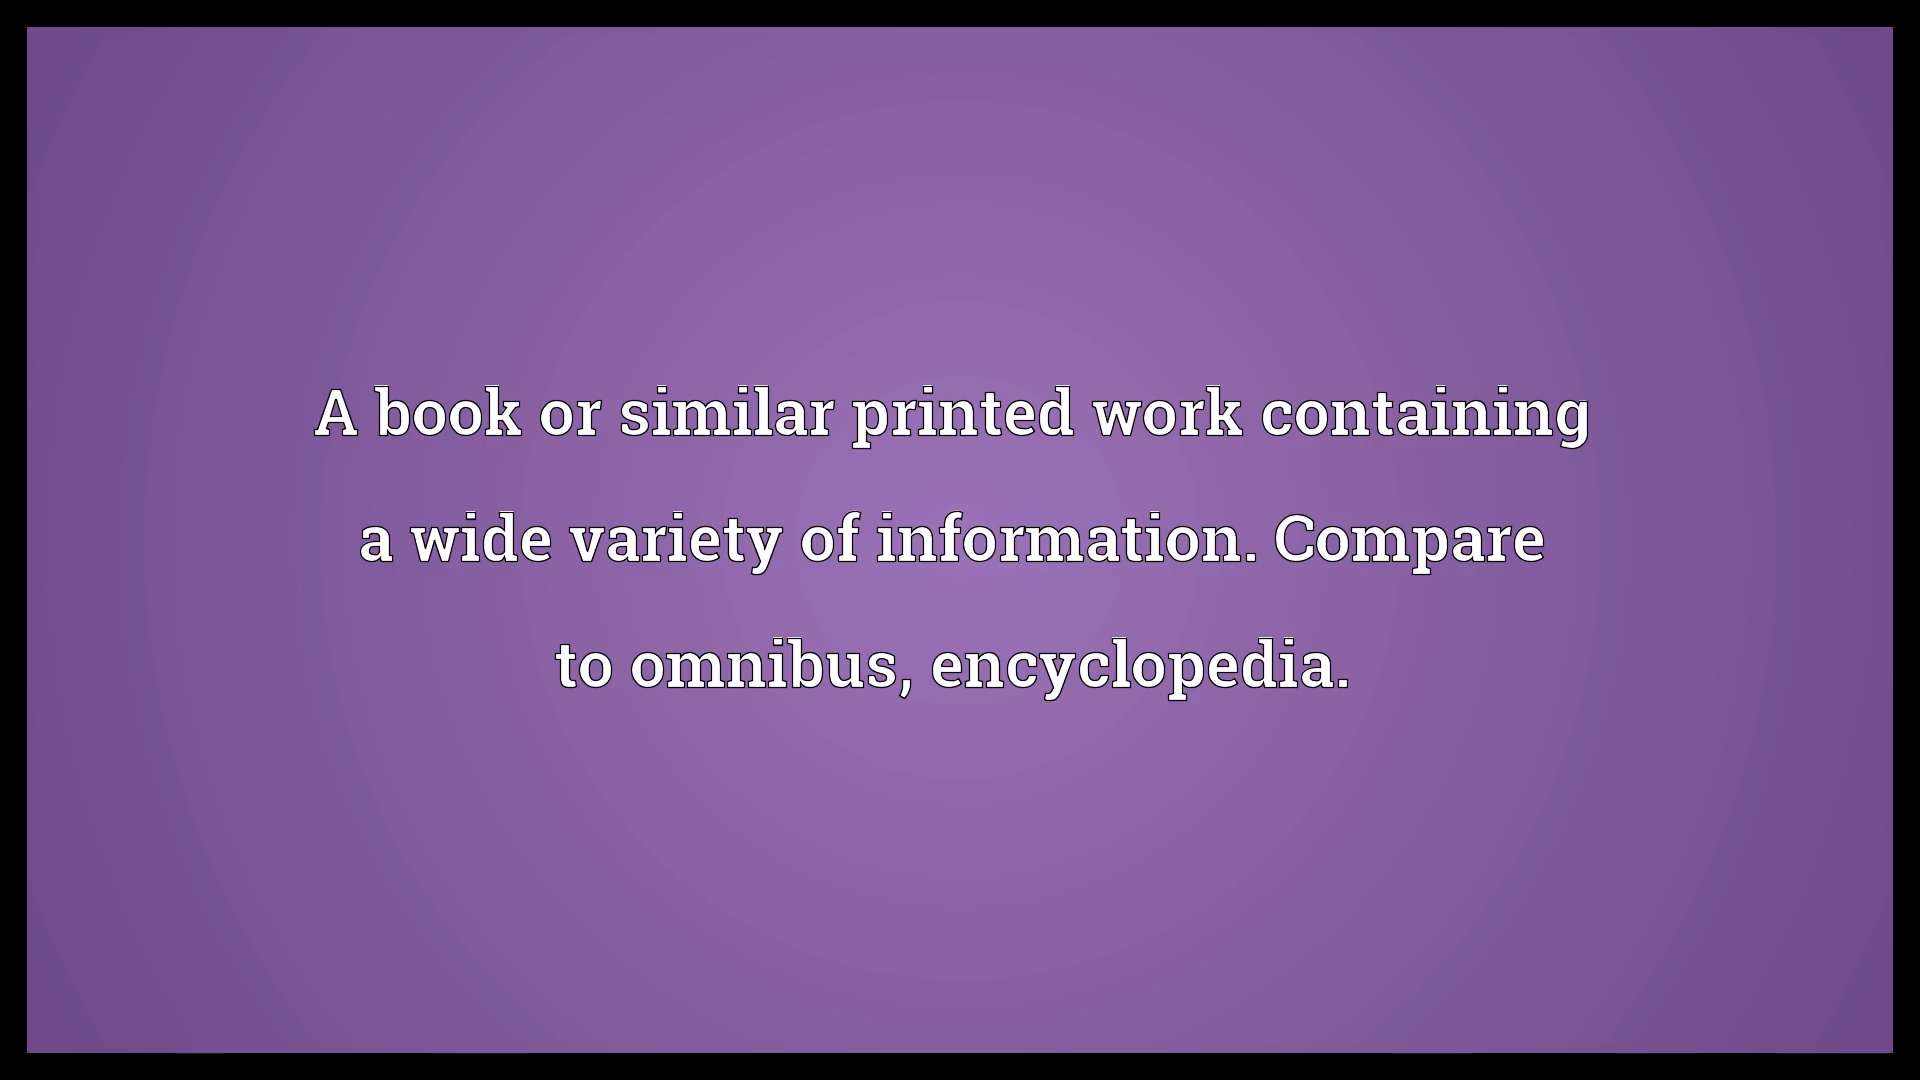 A book or similar printed work containing
a wide variety of information. Compare
to omnibus, encyclopedia.